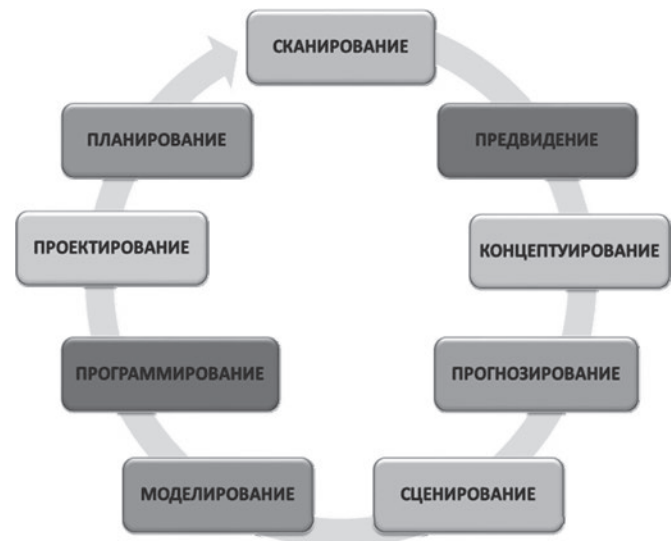 СКАНИРОВАНИЕ
ПРЕДВИДЕНИЕ
КОНЦЕПТУИРОВАНИЕ
ПРОГНОЗИРОВАНИЕ
СЦЕНИРОВАНИЕ
МОДЕЛИРОВАНИЕ
ПРОГРАММИРОВАНИЕ
ПРОЕКТИРОВАНИЕ
ПЛАНИРОВАНИЕ